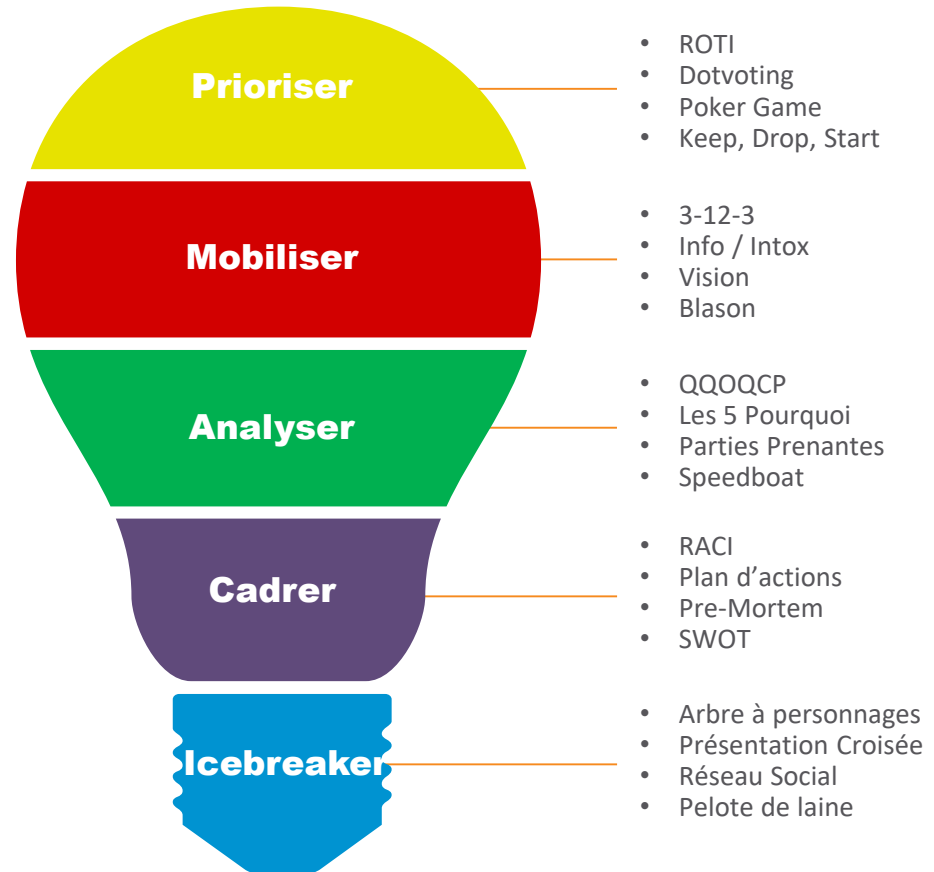 Prioriser
• ROTI
• Dotvoting
• Poker Game
• Keep, Drop, Start
Mobiliser
• 3-12-3
• Info / Intox
• Vision
• Blason
Analyser
• QQOQCP
• Les 5 Pourquoi
• Parties Prenantes
• Speedboat
Cadrer
• RACI
• Plan d’actions
• Pre-Mortem
• SWOT
Icebreaker
• Arbre à personnages
• Présentation Croisée
• Réseau Social
• Pelote de laine